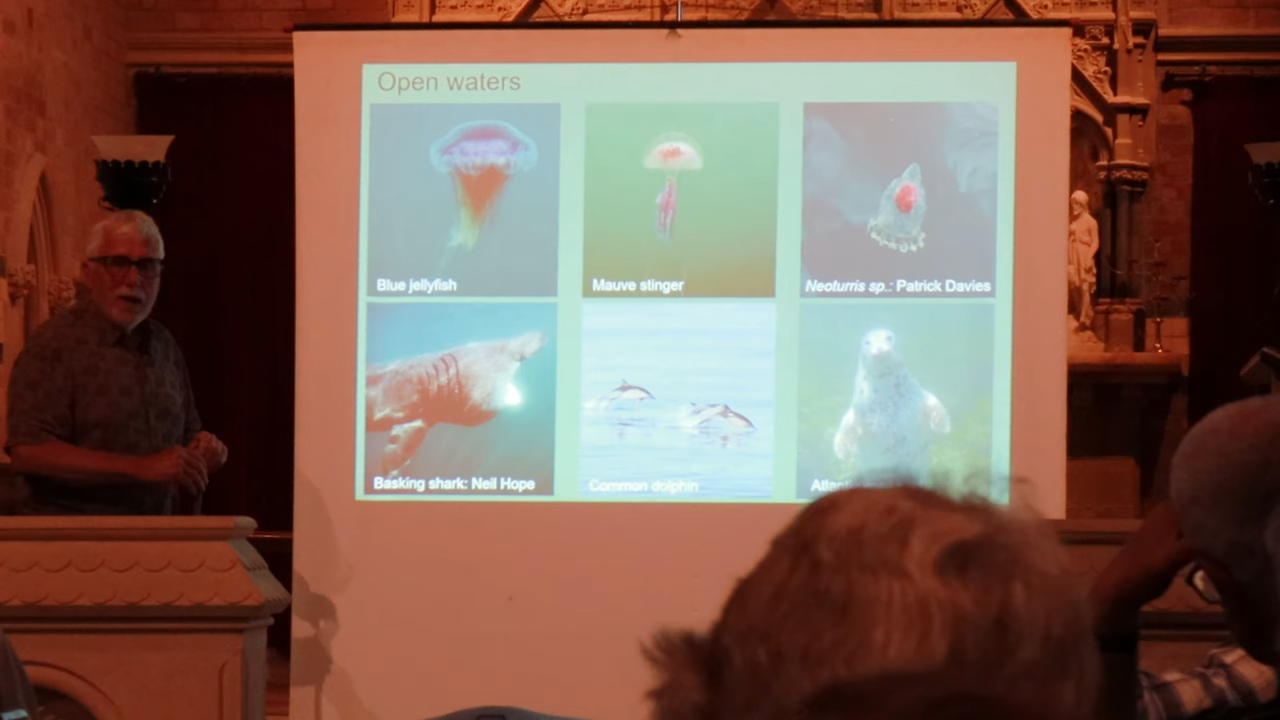 Open waters
Blue jellyfish
Mauve stinger
Neoturris sp.: Patrick Davies
Basking shark: Neil Hope
Common dolphin